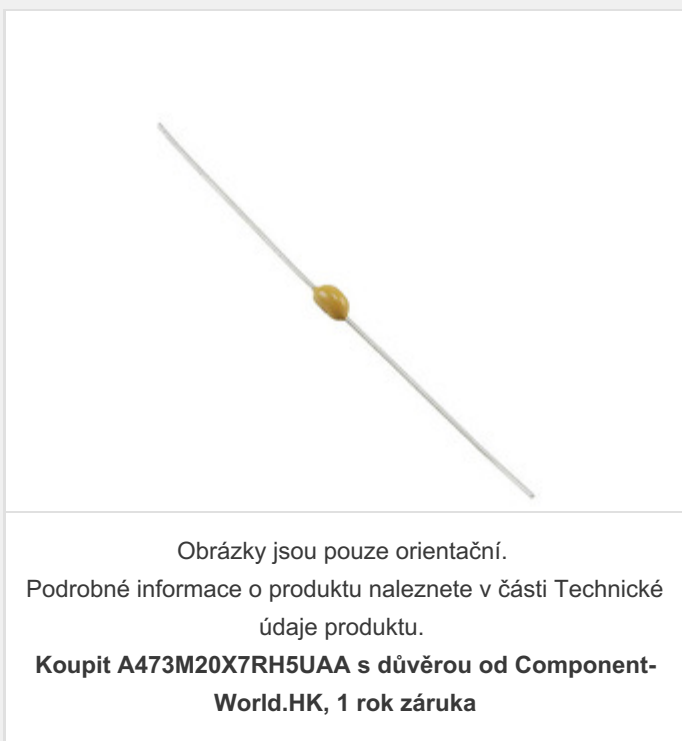 Obrázky jsou pouze orientační.
Podrobné informace o produktu naleznete v části Technické
údaje produktu.
Koupit A473M20X7RH5UAA s důvěrou od Component-
World.HK, 1 rok záruka